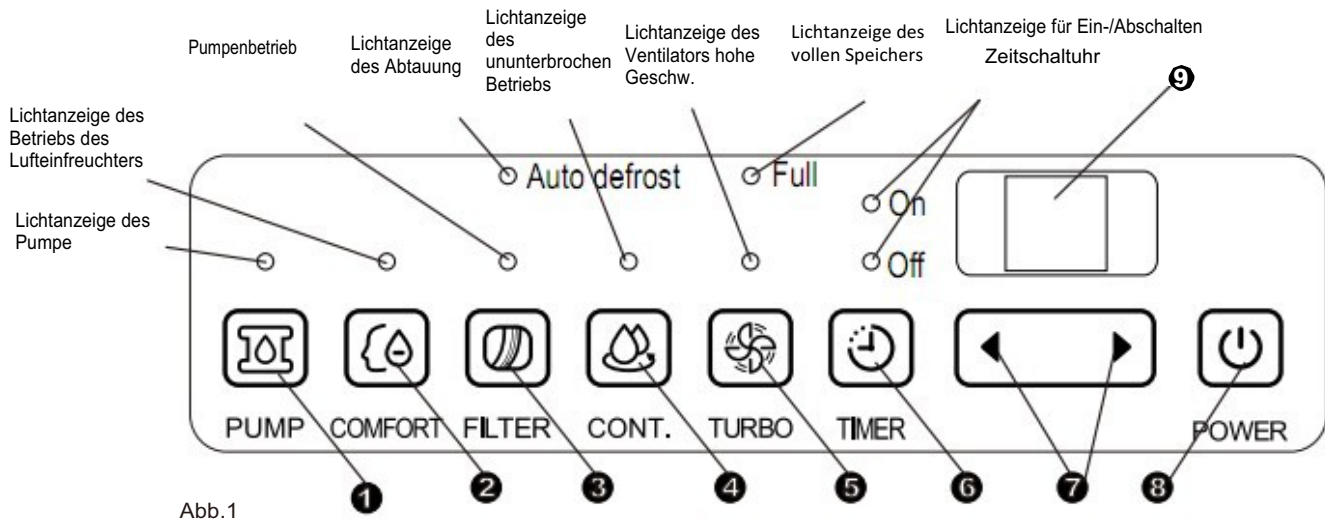 Pumpenbetrieb
Lichtanzeige
des Abtauung
Lichtanzeige
des
ununterbrochen
Betriebs
Lichtanzeige des
Ventilators hohe
Geschw.
Lichtanzeige des
vollen Speichers
Lichtanzeige für Ein-/Abschalten
Zeitschaltuhr
9
Lichtanzeige des
Betriebs des
Lufteinfreuchters
Lichtanzeige des
Pumpe
Auto defrost
Full
On
Off
PUMP
COMFORT
FILTER
CONT.
TURBO
TIMER
POWER
1
2
3
4
5
6
7
8
Abb.1